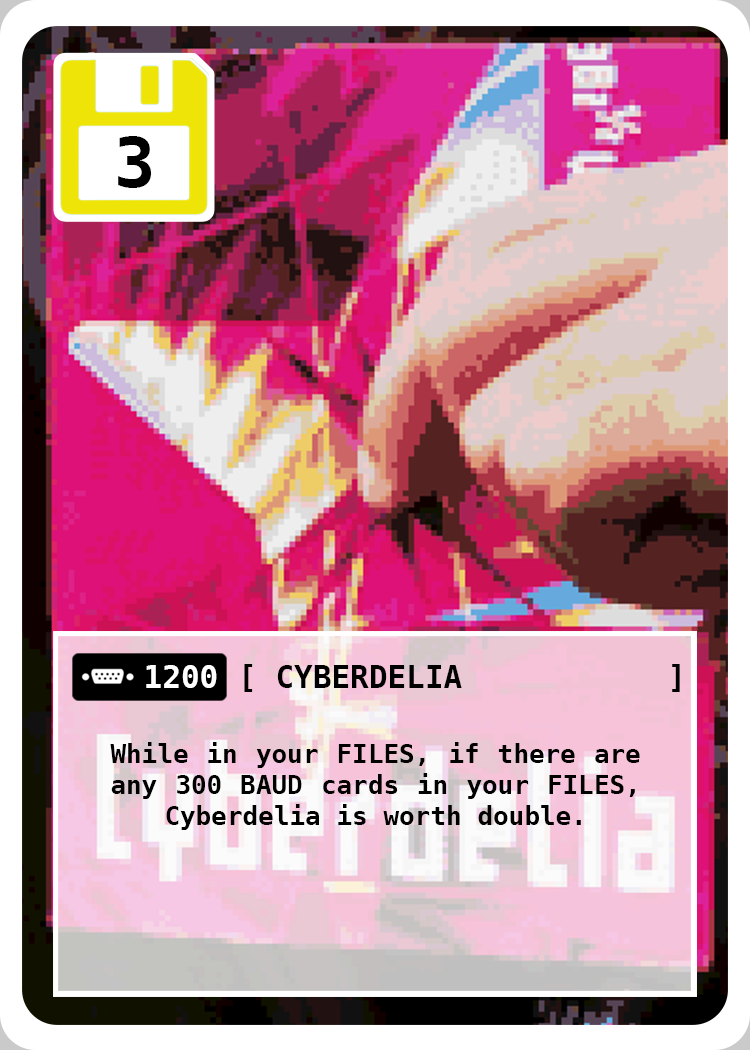 3
1200 [ CYBERDELIA ]
While in your FILES, if there are
any 300 BAUD cards in your FILES,
Cyberdelia is worth double.
Cyberdelia